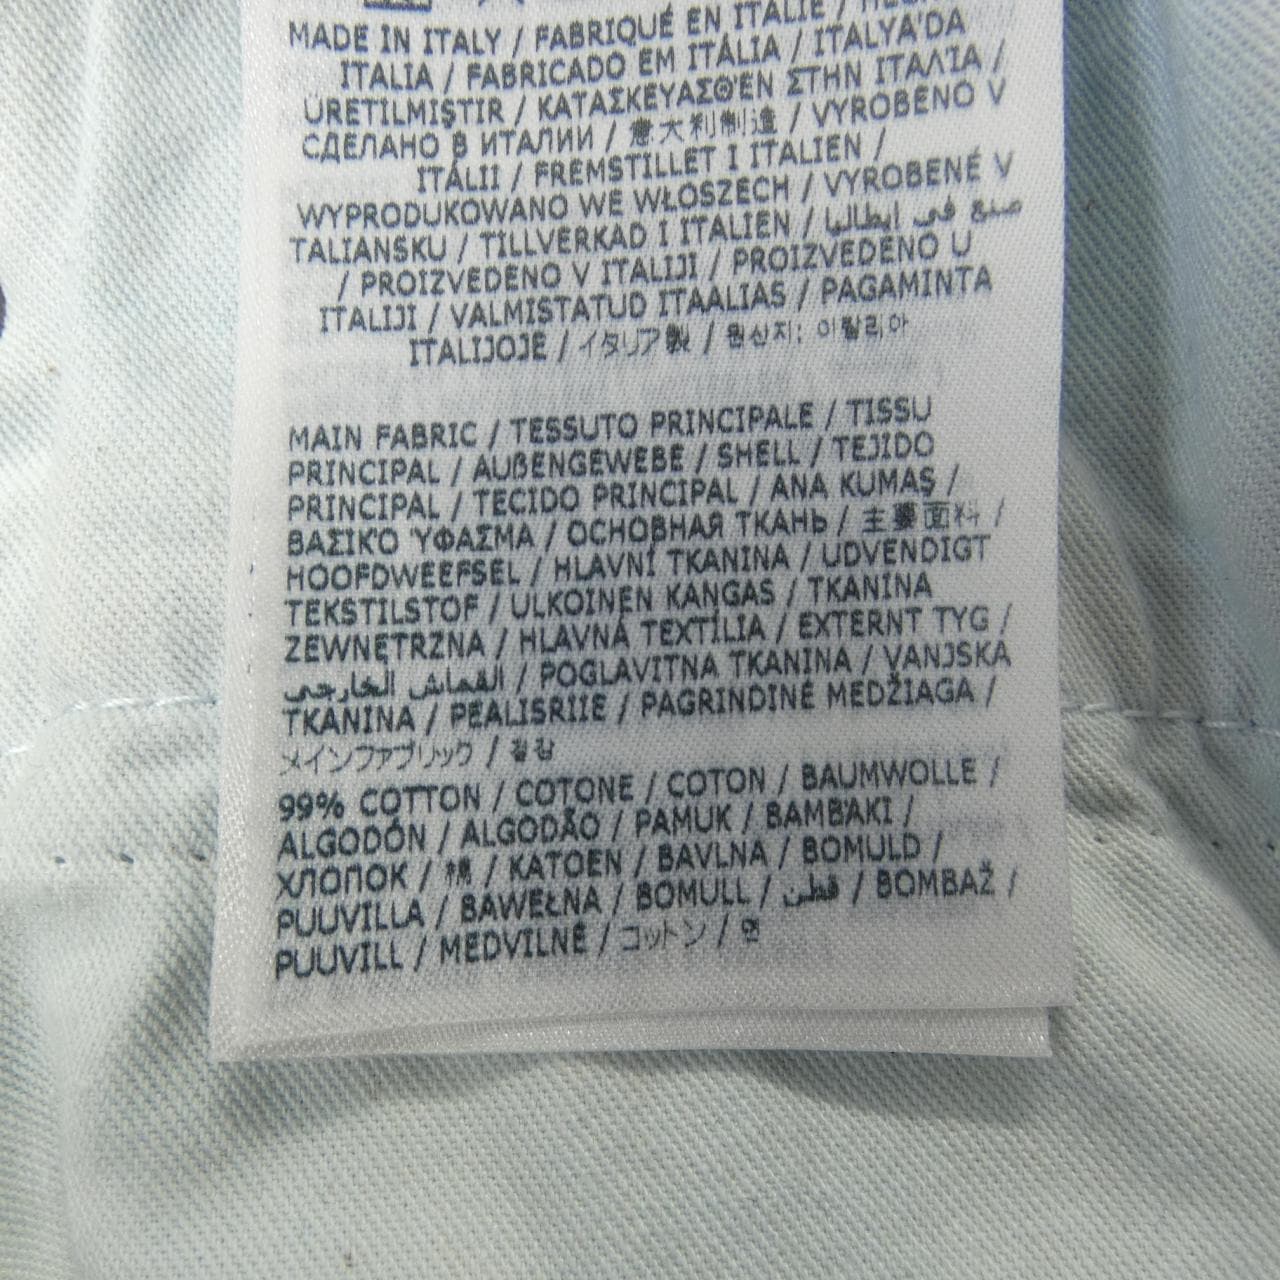 MADE IN ITALY / FABRIQUÉ EN ITALIE /
ITALIA / FABRICADO EM ITÁLIA / ITALYA'DA
ÜRETILMIŞTIR / ΚΑΤΑΣΚΕΥΑΣΘΈΝ ΣΤΗΝ ΙΤΑΛΊΑ /
СДЕЛАНО В ИТАЛИИ / 意大利制造 / VYROBENO V
ITÁLII / FREMSTILLET I ITALIEN /
WYPRODUKOWANO WE WŁOSZECH / VYROBENÉ V
TALIANSKU / TILLVERKAD I ITALIEN / صنع في إيطاليا
/ PROIZVEDENO V ITALIJI / PROIZVEDENO U
ITALIJI / VALMISTATUD ITAALIAS / PAGAMINTA
ITALIJOJE / イタリア製 / 원산지: 이탈리아
MAIN FABRIC / TESSUTO PRINCIPALE / TISSU
PRINCIPAL / AUßENGEWEBE / SHELL / TEJIDO
PRINCIPAL / TECIDO PRINCIPAL / ANA KUMAŞ /
ΒΑΣΙΚΌ ΎΦΑΣΜΑ / ОСНОВНАЯ ТКАНЬ / 主要面料 /
HOOFDWEEFSEL / HLAVNÍ TKANINA / UDVENDIGT
TEKSTILSTOF / ULKOINEN KANGAS / TKANINA
ZEWNĘTRZNA / HLAVNÁ TEXTÍLIA / EXTERNT TYG /
القماش الخارجي / POGLAVITNA TKANINA / VANJSKA
TKANINA / PEALISRIIE / PAGRINDINĖ MEDŽIAGA /
メインファブリック / 겉감
99% COTTON / COTONE / COTON / BAUMWOLLE /
ALGODÓN / ALGODÃO / PAMUK / ΒΑΜΒΆΚΙ /
ХЛОПОК / 棉 / KATOEN / BAVLNA / BOMULD /
PUUVILLA / BAWEŁNA / BOMULL / قطن / BOMBAŽ /
PUUVILL / MEDVILNĖ / コットン / 면